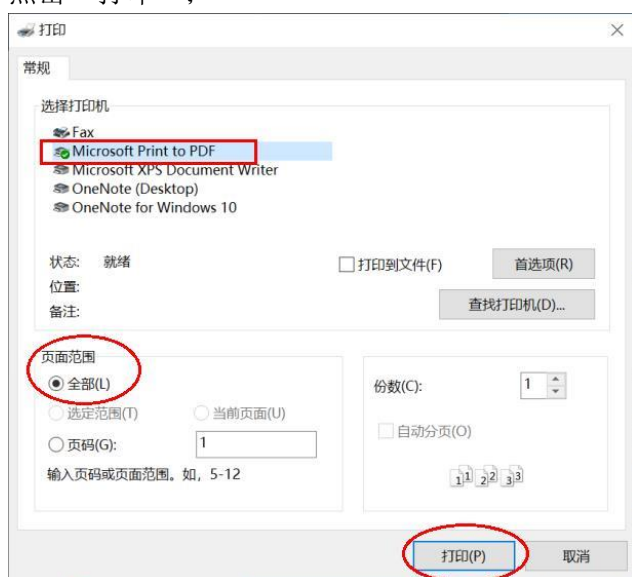 打印
常规
选择打印机
Fax
Microsoft Print to PDF
Microsoft XPS Document Writer
OneNote (Desktop)
OneNote for Windows 10
状态: 就绪
打印到文件(F)
首选项(R)
位置:
备注:
查找打印机(D)...
页面范围
全部(L)
选定范围(T) 当前页面(U)
页码(G): 1
输入页码或页面范围。如, 5-12
份数(C): 1
自动分页(O)
11 22 33
打印(P) 取消